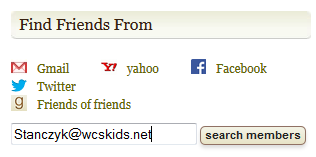 Find Friends From
Gmail Y! yahoo f Facebook
Twitter
g Friends of friends
Stanczyk@wcskids.net search members